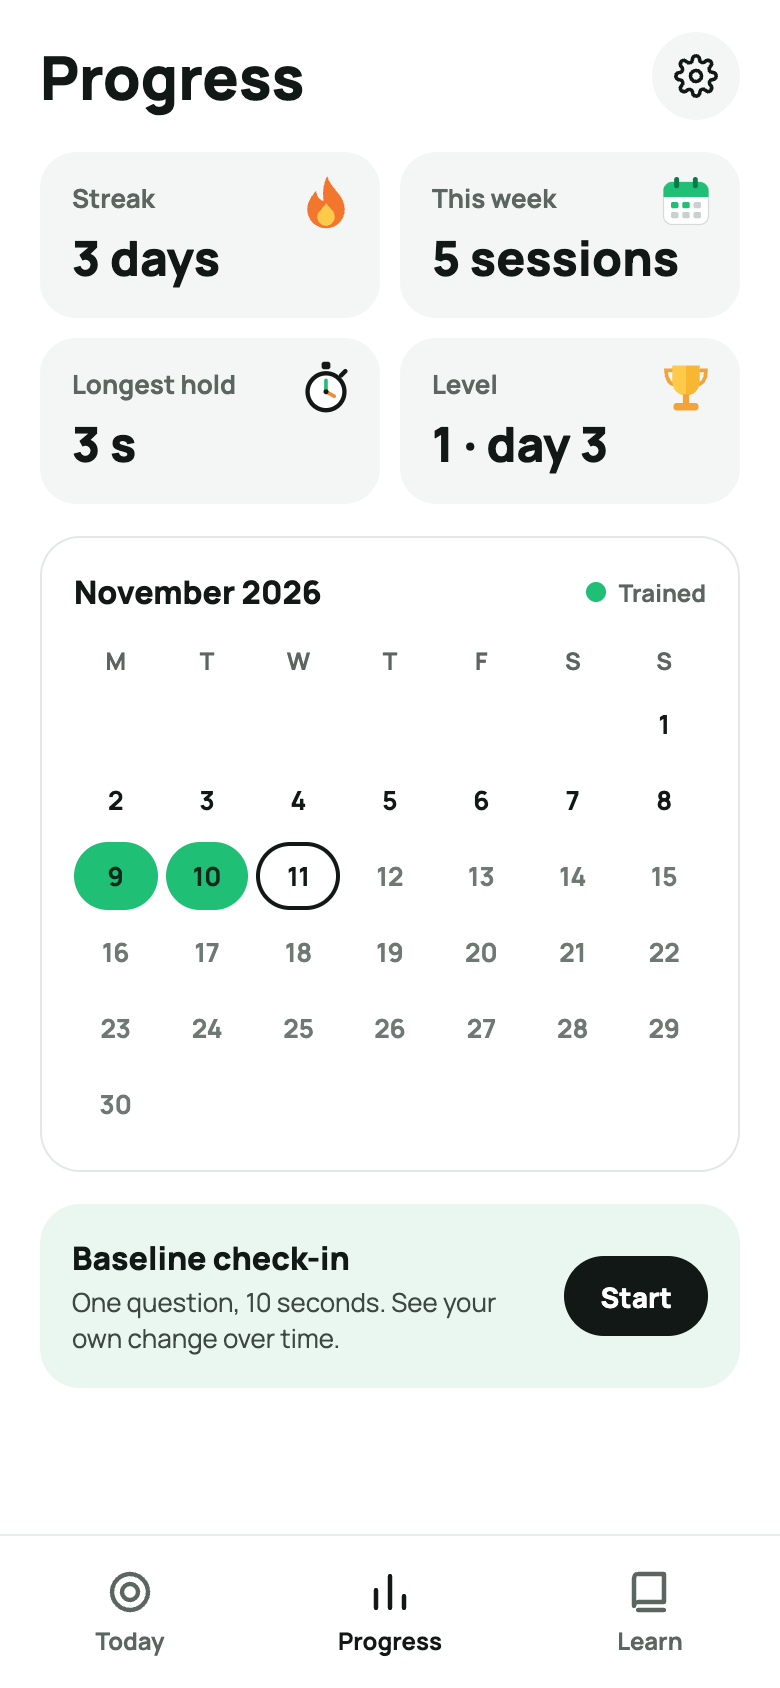 Progress
Streak
3 days
This week
5 sessions
Longest hold
3 s
Level
1 · day 3
November 2026
Trained
M T W T F S S
1
2 3 4 5 6 7 8
9 10 11 12 13 14 15
16 17 18 19 20 21 22
23 24 25 26 27 28 29
30
Baseline check-in
One question, 10 seconds. See your
own change over time.
Start
Today
Progress
Learn